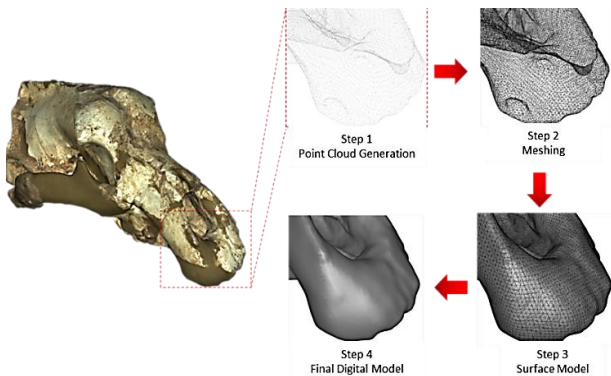 Step 1
Point Cloud Generation
Step 2
Meshing
Step 3
Surface Model
Step 4
Final Digital Model